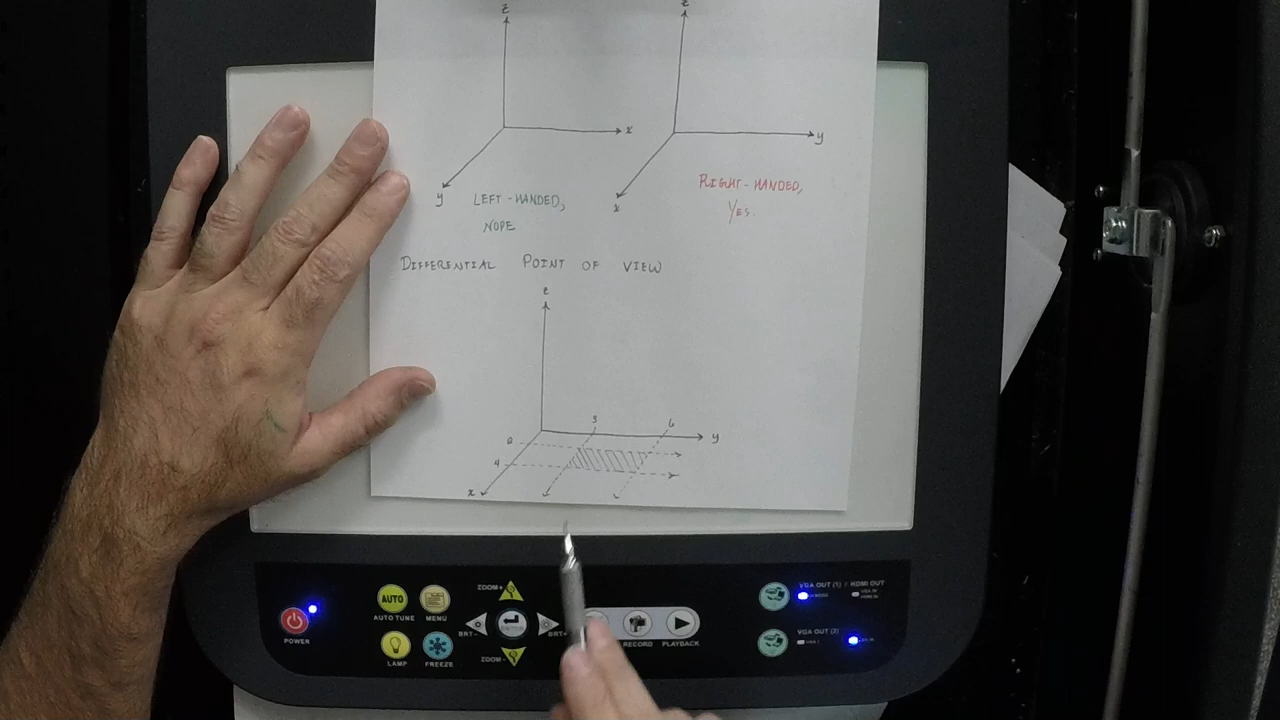 z
z
x
y
y
x
LEFT-HANDED,
NOPE
RIGHT-HANDED,
YES.
DIFFERENTIAL POINT OF VIEW
z
3
6
y
2
4
x
POWER
AUTO
AUTO TUNE
MENU
LAMP
FREEZE
ZOOM+
BRT-
BRT+
ZOOM-
RECORD
PLAYBACK
VGA OUT (1) / HDMI OUT
VGA OUT (2)